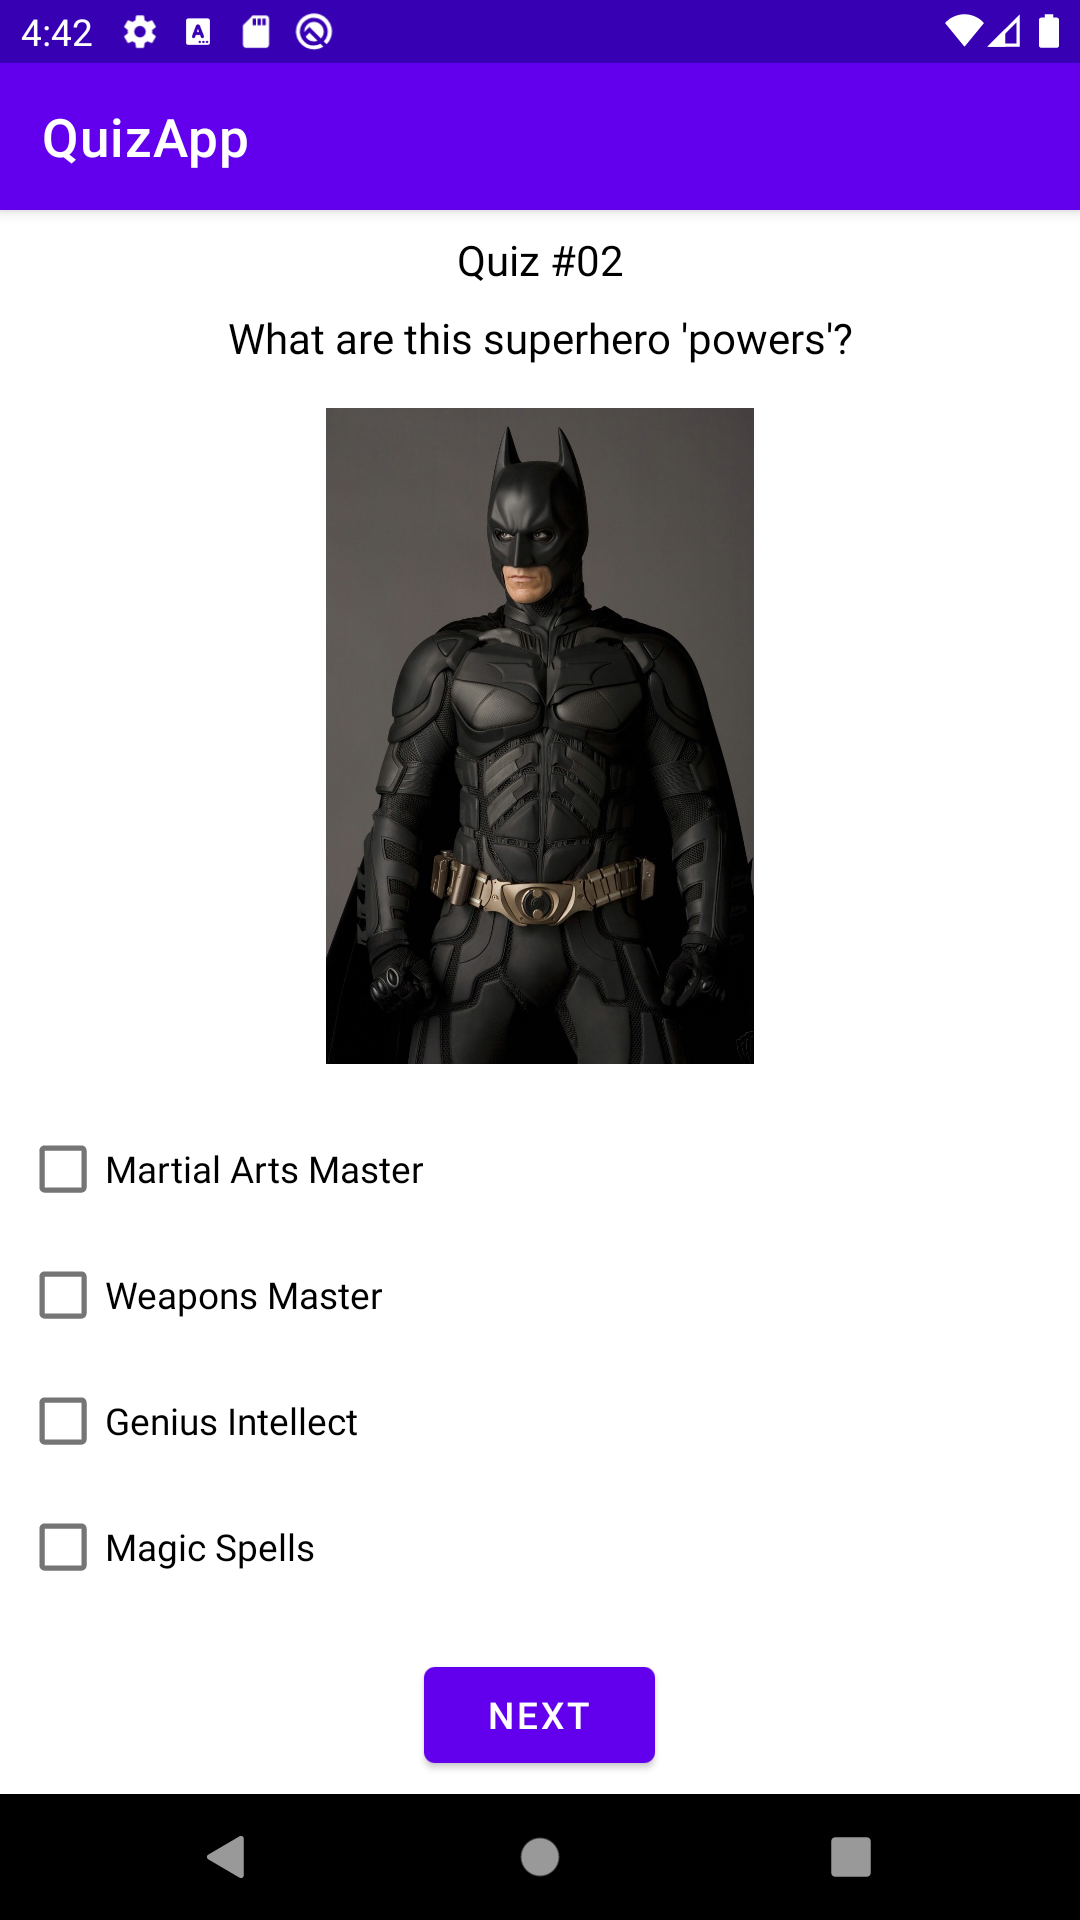 4:42
QuizApp
Quiz #02
What are this superhero 'powers'?
Martial Arts Master
Weapons Master
Genius Intellect
Magic Spells
NEXT